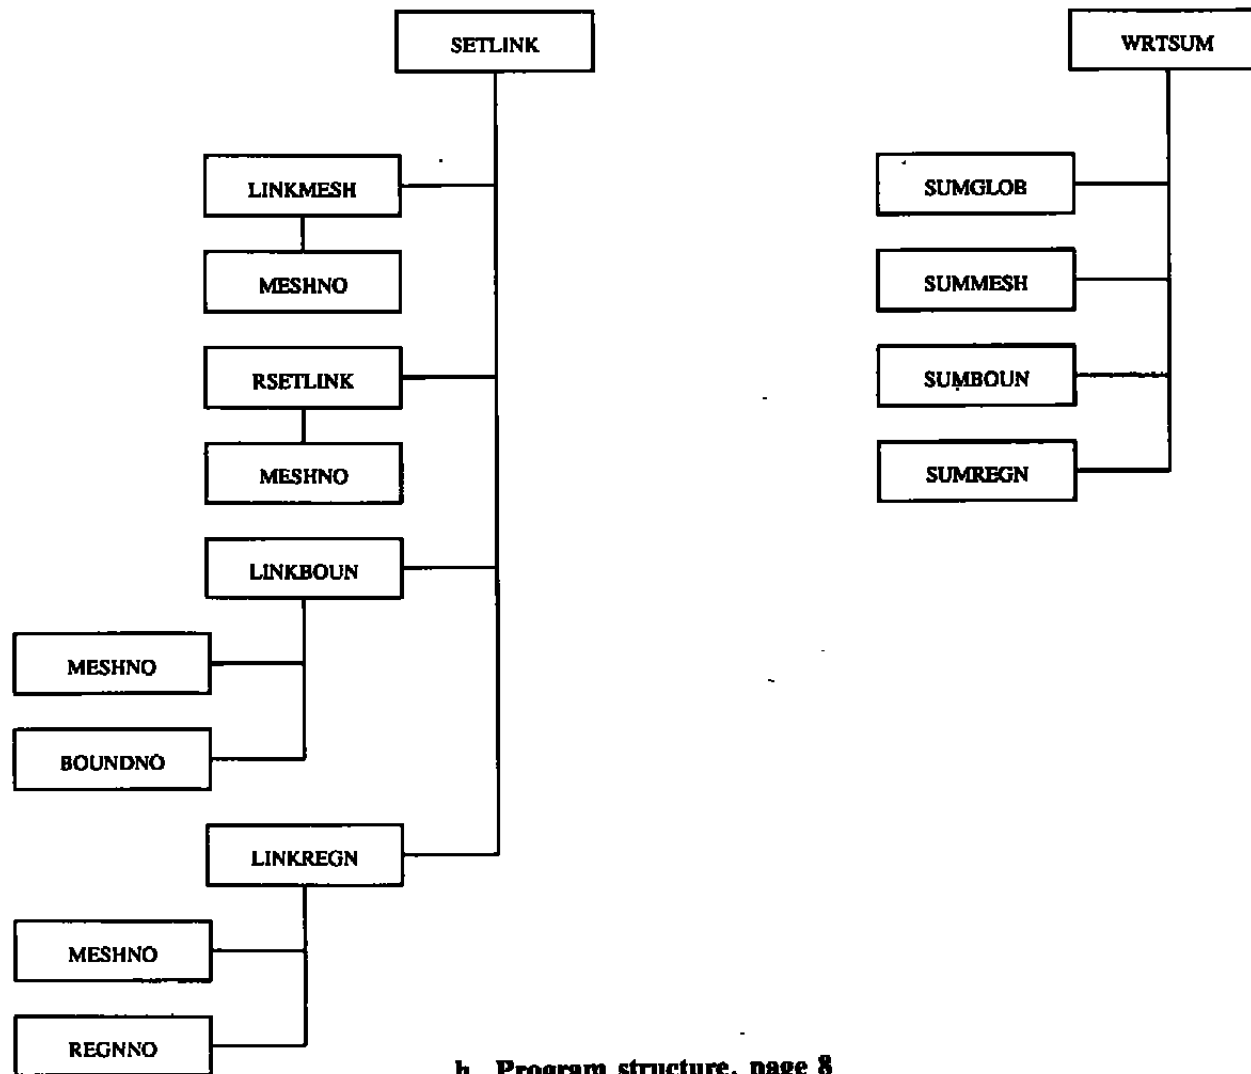 SETLINK
LINKMESH
MESHNO
RSETLINK
MESHNO
LINKBOUN
MESHNO
BOUNDNO
LINKREGN
MESHNO
REGNNO
WRTSUM
SUMGLOB
SUMMESH
SUMBOUN
SUMREGN
h. Program structure, page 8